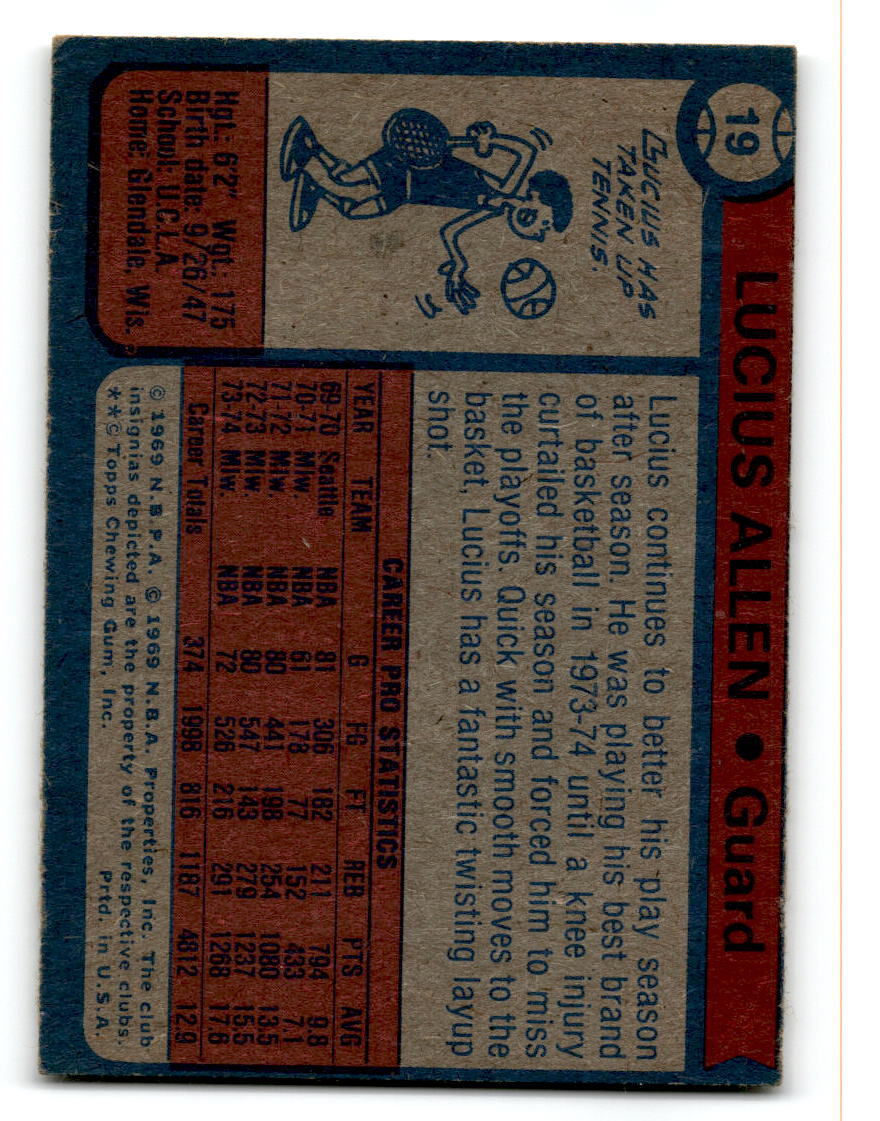 19
LUCIUS ALLEN • Guard
LUCIUS HAS
TAKEN UP
TENNIS.
Hgt.: 6'2" Wgt.: 175
Birth date: 9/26/47
School: U.C.L.A.
Home: Glendale, Wis.
Lucius continues to better his play season
after season. He was playing his best brand
of basketball in 1973-74 until a knee injury
curtailed his season and forced him to miss
the playoffs. Quick with smooth moves to the
basket, Lucius has a fantastic twisting layup
shot.
CAREER PRO STATISTICS
YEAR TEAM G FG FT REB PTS AVG
69-70 Seattle NBA 81 306 182 211 794 9.8
70-71 Miw. NBA 61 178 77 152 433 7.1
71-72 Miw. NBA 80 441 198 254 1080 13.5
72-73 Miw. NBA 80 547 143 279 1237 15.5
73-74 Miw. NBA 72 526 216 291 1268 17.6
Career Totals 374 1998 816 1187 4812 12.9
© 1969 N.B.P.A. © 1969 N.B.A. Properties, Inc. The club
insignias depicted are the property of the respective clubs.
**© Topps Chewing Gum, Inc. Prtd. in U.S.A.